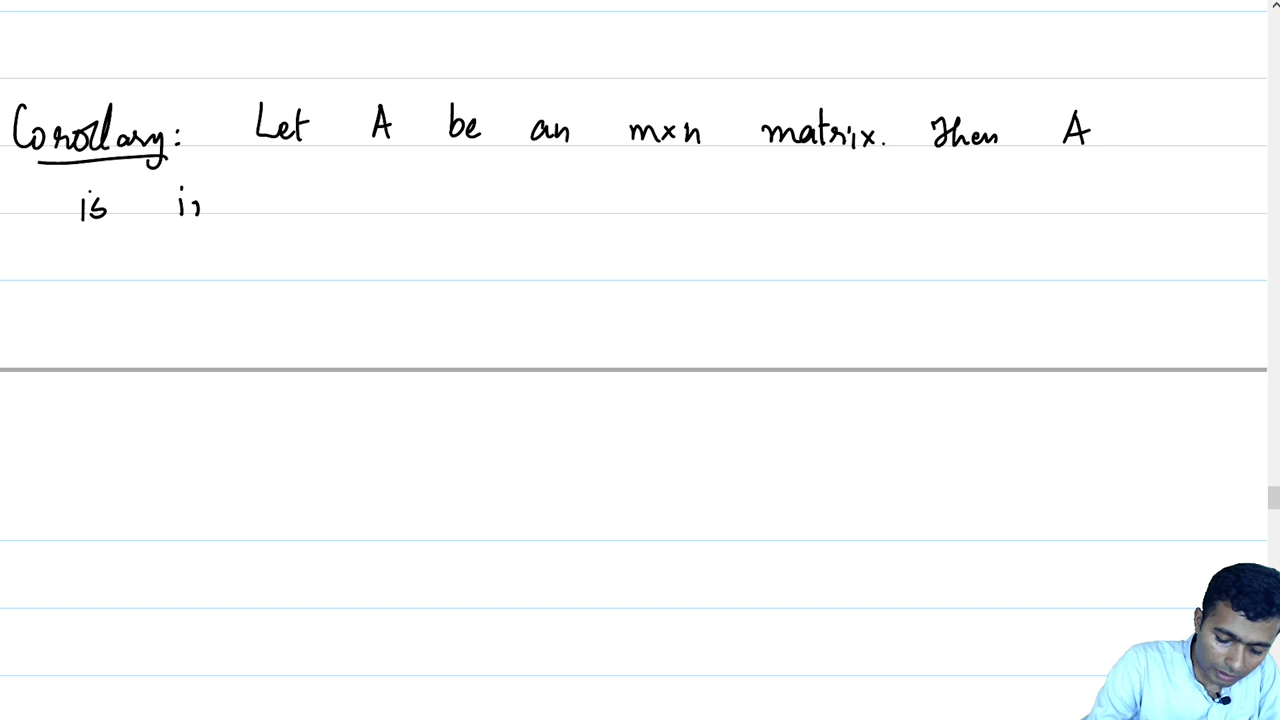 Corollary: Let A be an m×n matrix. Then A
is